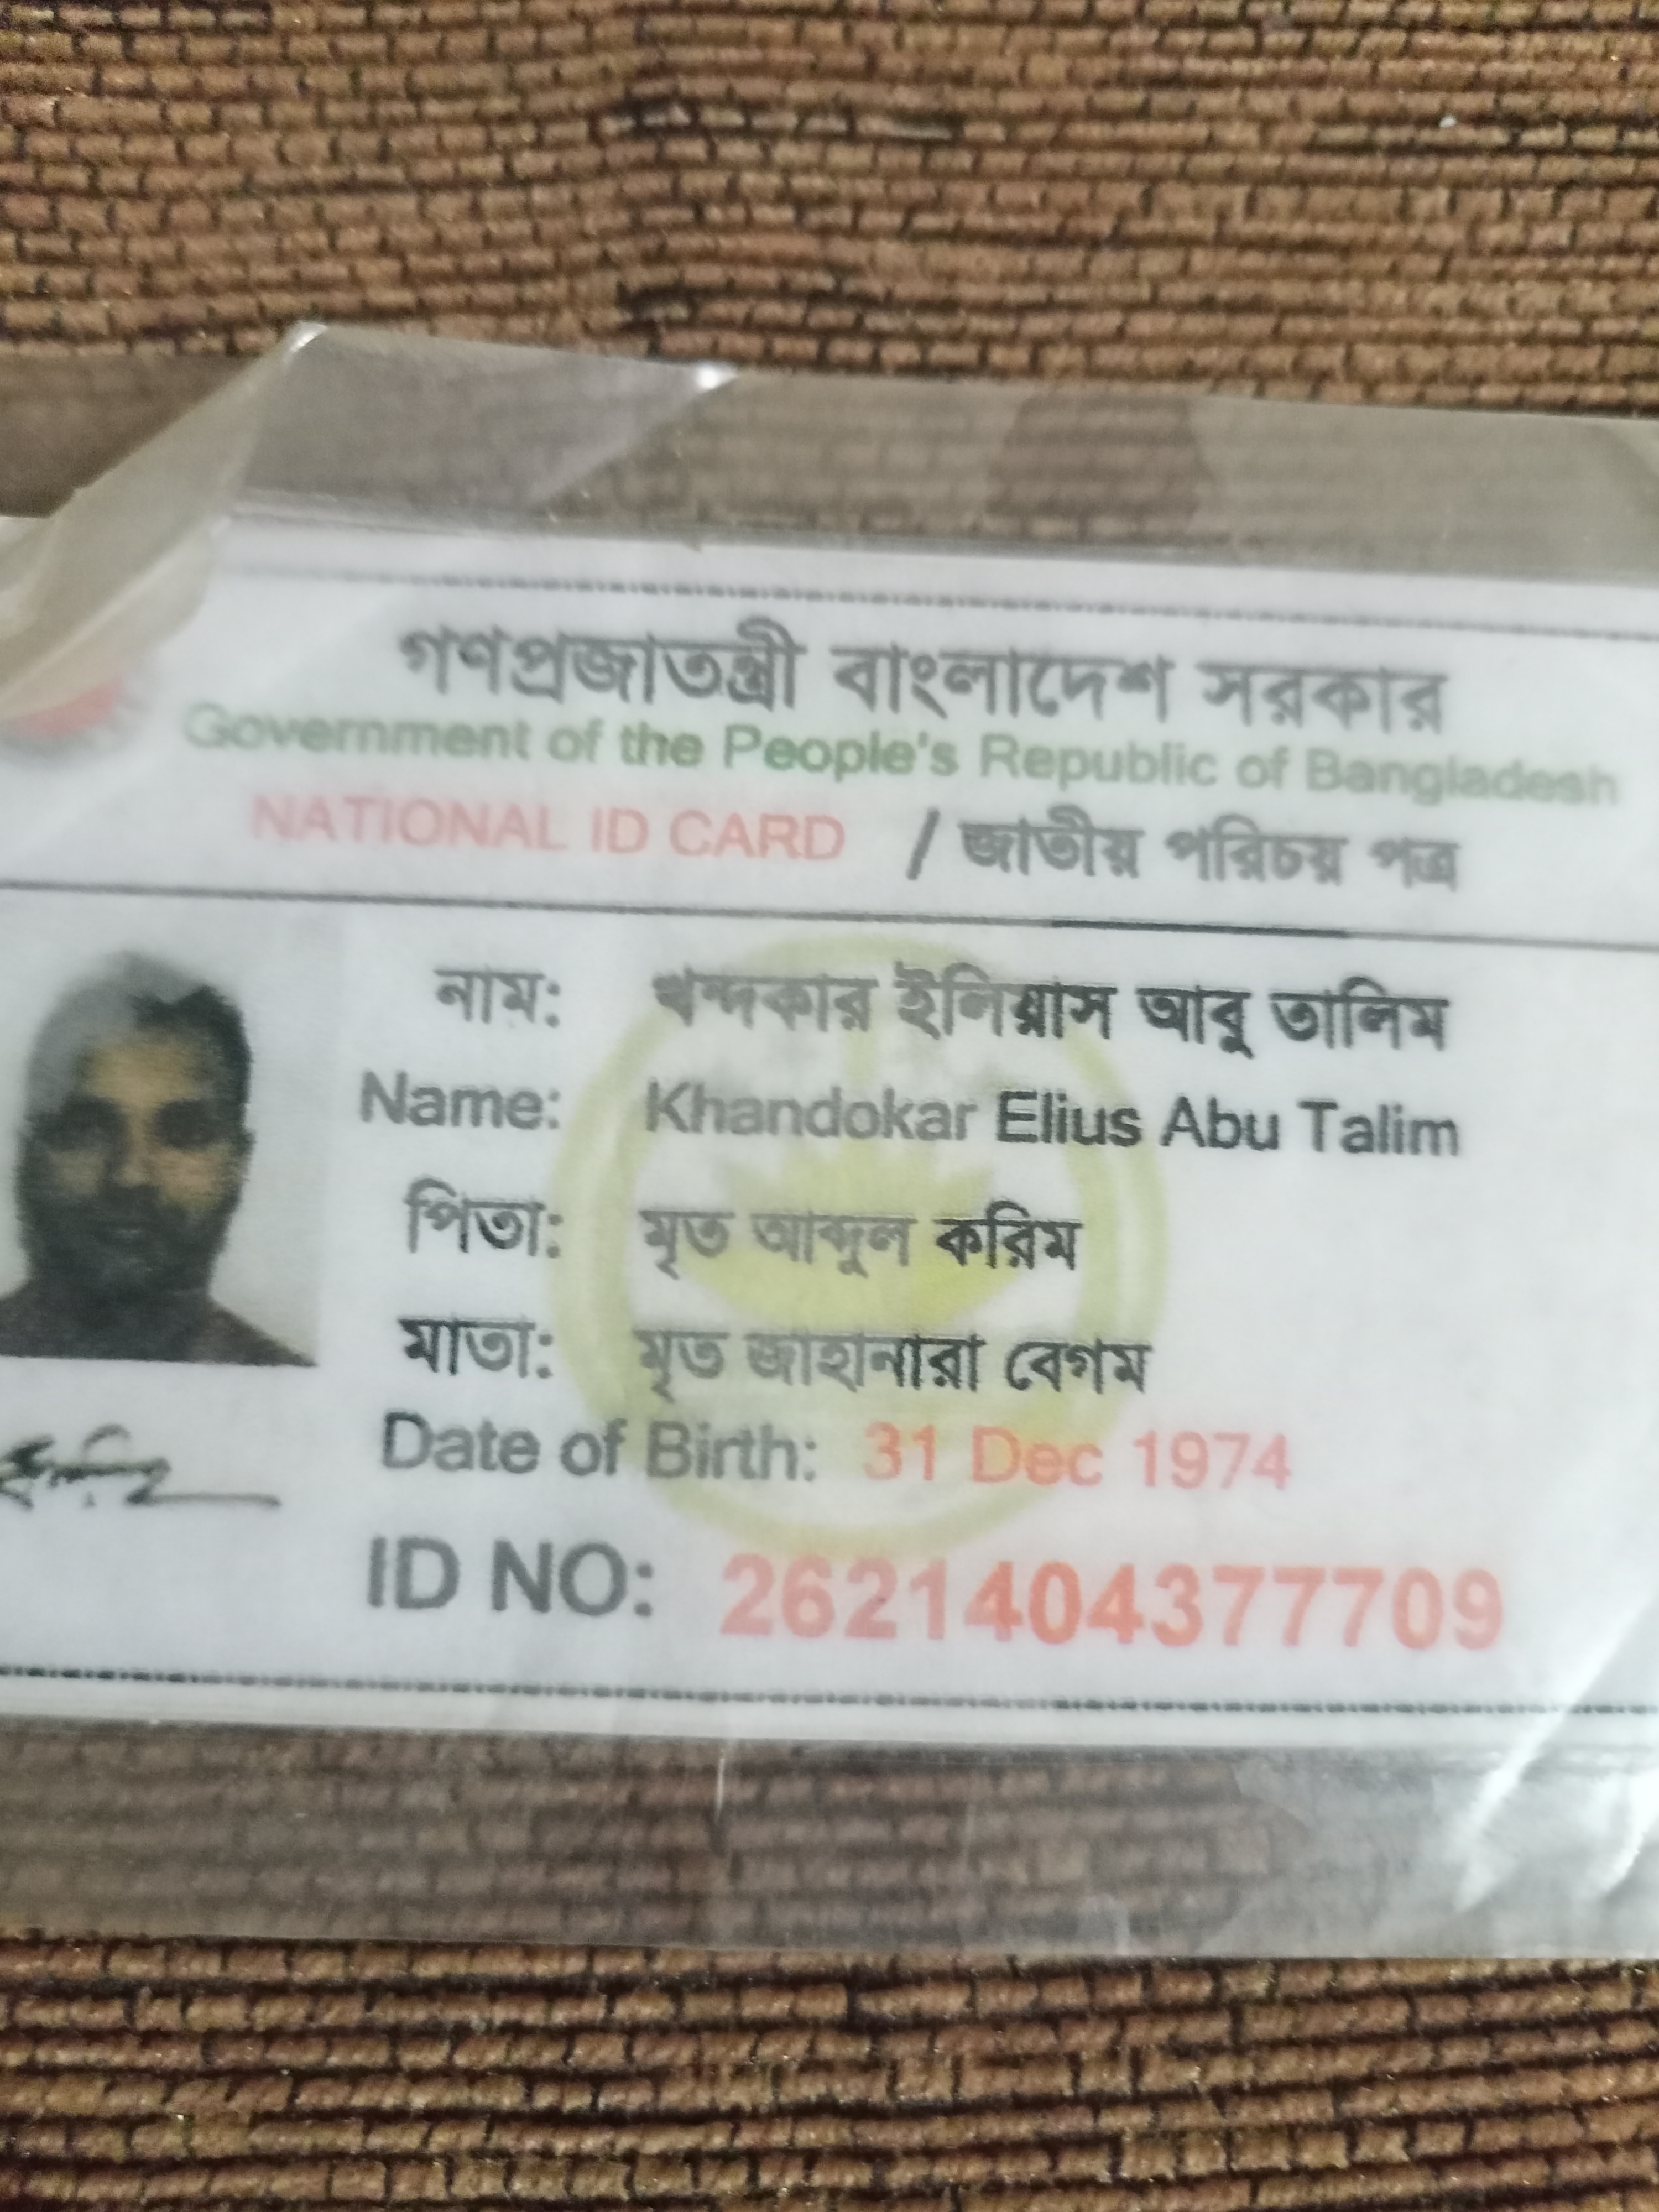 গণপ্রজাতন্ত্রী বাংলাদেশ সরকার
Government of the People's Republic of Bangladesh
NATIONAL ID CARD / জাতীয় পরিচয় পত্র
নাম: খন্দকার ইলিয়াস আবু তালিম
Name: Khandokar Elius Abu Talim
পিতা: মৃত আব্দুল করিম
মাতা: মৃত জাহানারা বেগম
Date of Birth: 31 Dec 1974
ID NO: 2621404377709